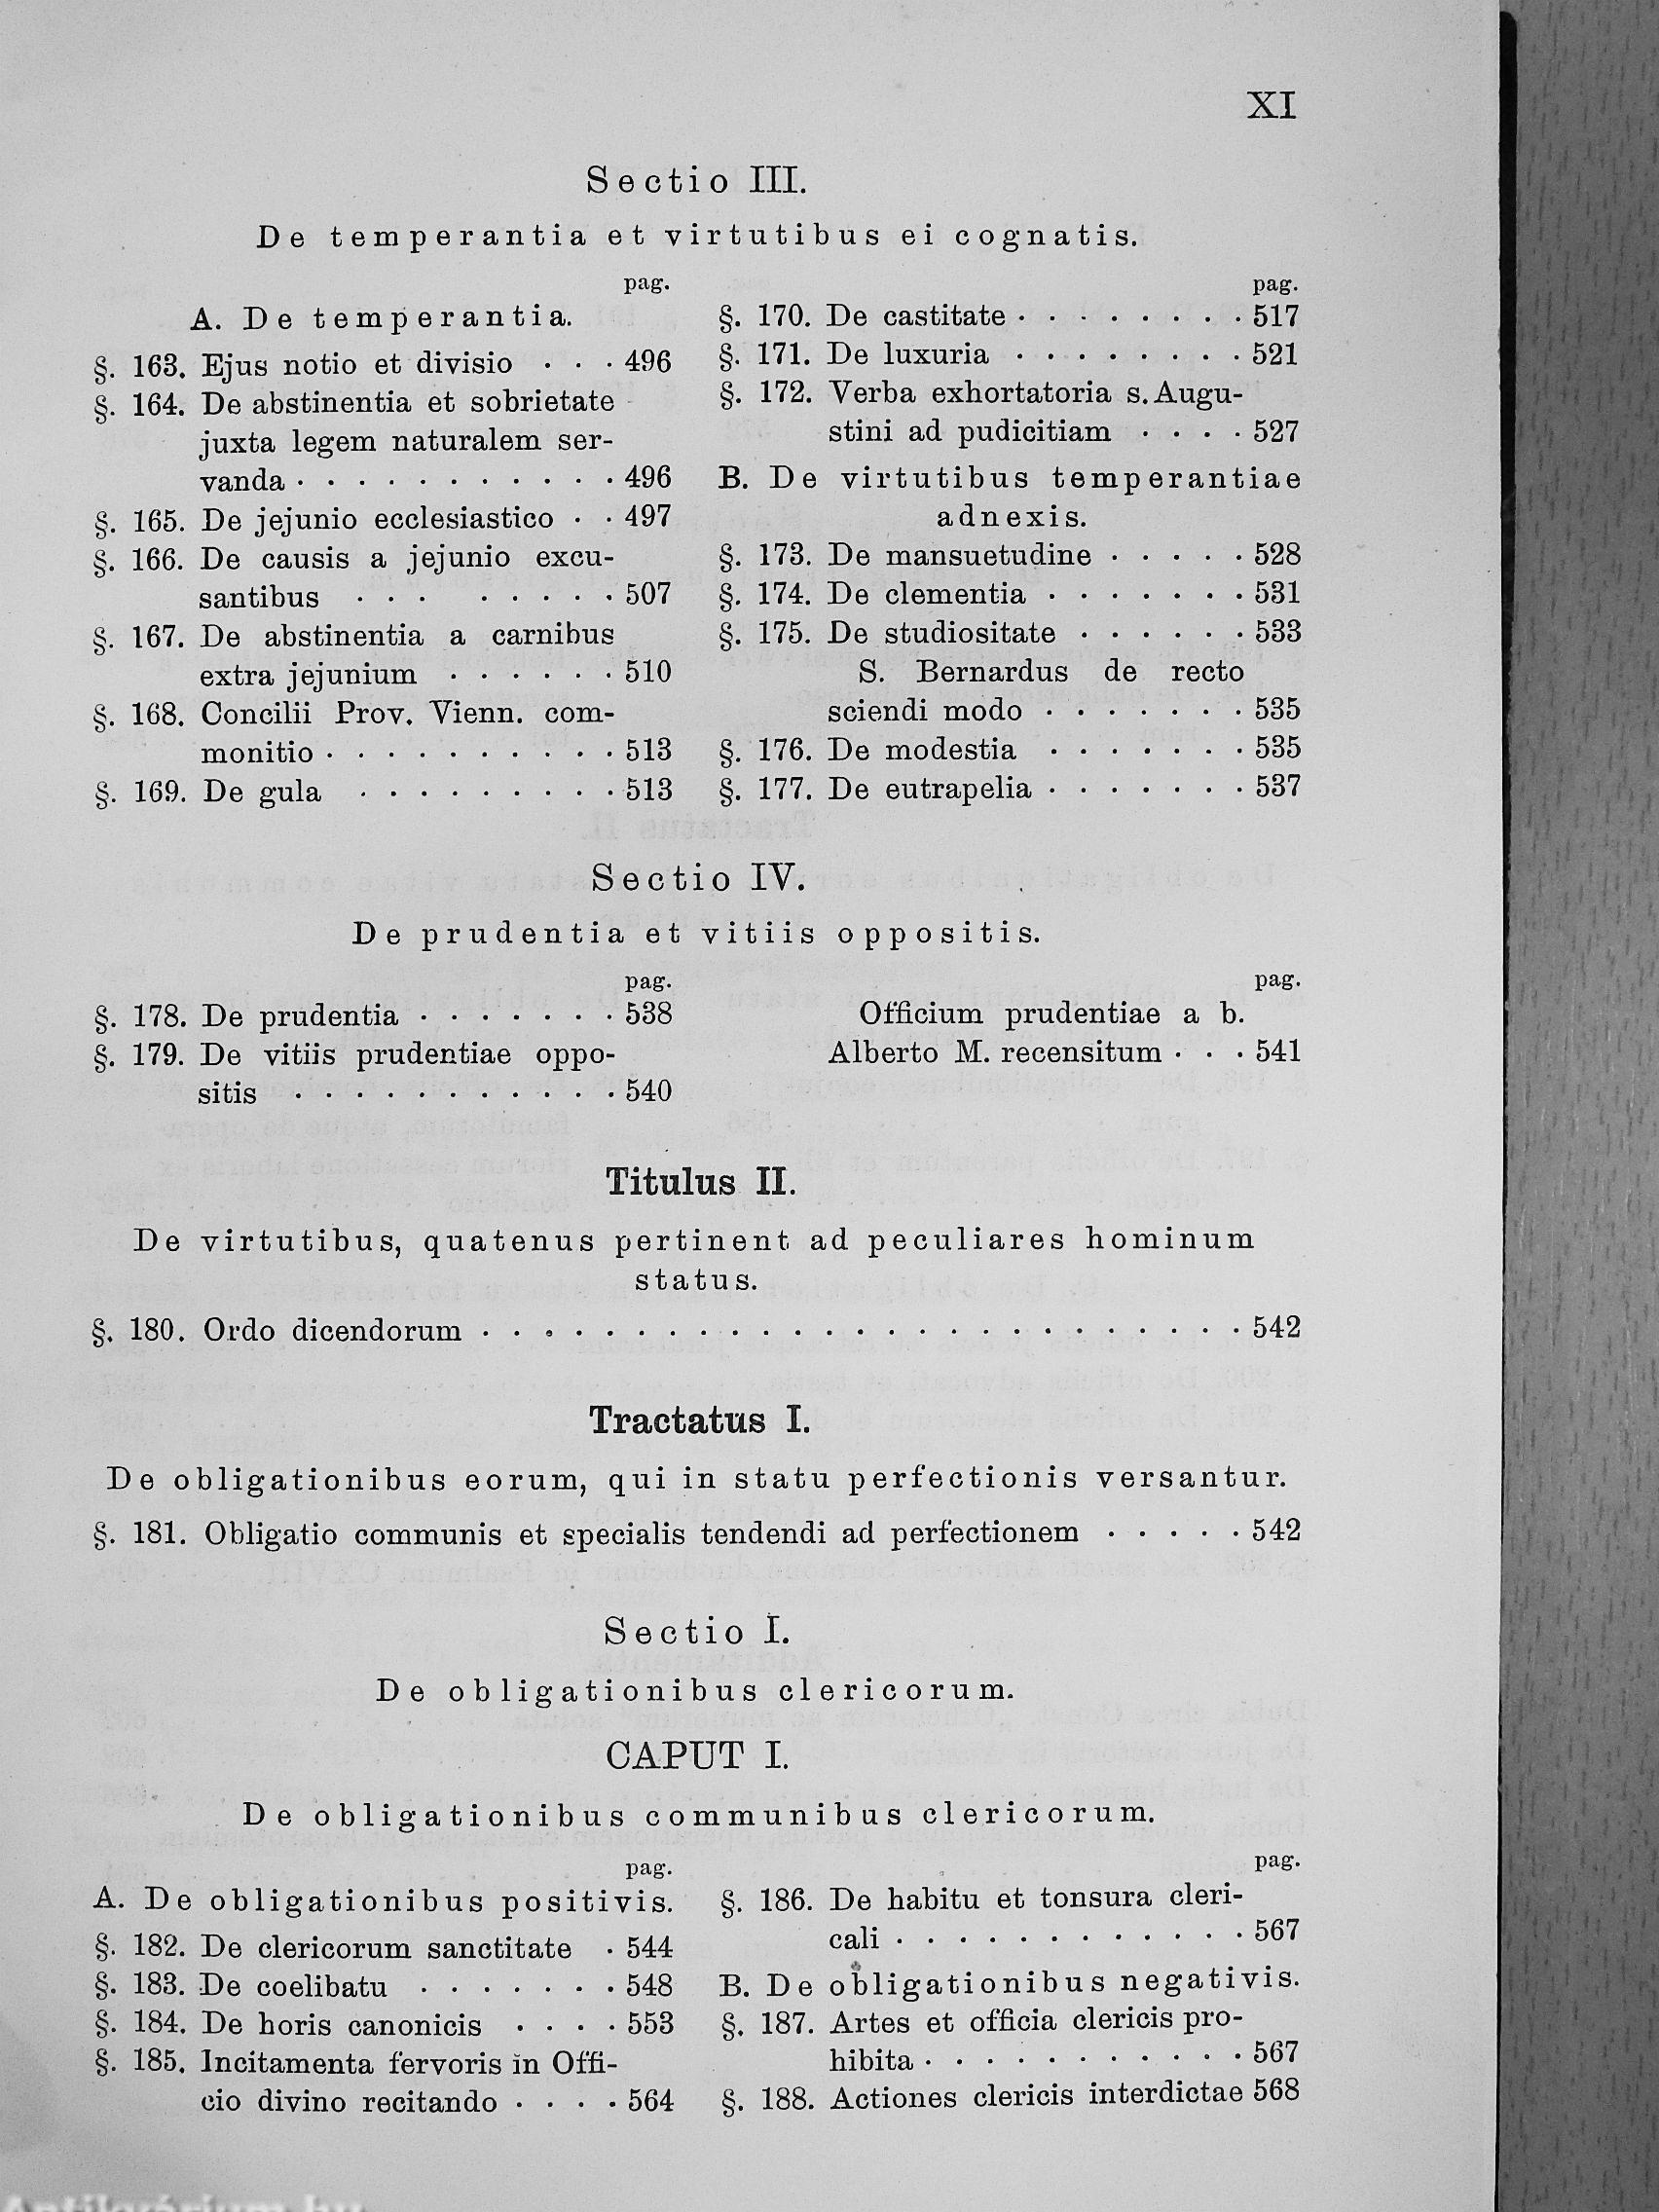 XI
Sectio III.
De temperantia et virtutibus ei cognatis.
pag.
A. De temperantia.
§. 163. Ejus notio et divisio . . . 496
§. 164. De abstinentia et sobrietate
juxta legem naturalem ser-
vanda . . . . . . . . . . . 496
§. 165. De jejunio ecclesiastico . . 497
§. 166. De causis a jejunio excu-
santibus . . . . . . . . 507
§. 167. De abstinentia a carnibus
extra jejunium . . . . . . 510
§. 168. Concilii Prov. Vienn. com-
monitio . . . . . . . . . . 513
§. 169. De gula . . . . . . . . . 513
pag.
§. 170. De castitate . . . . . . . . 517
§. 171. De luxuria . . . . . . . . 521
§. 172. Verba exhortatoria s. Augu-
stini ad pudicitiam . . . . 527
B. De virtutibus temperantiae
adnexis.
§. 173. De mansuetudine . . . . . 528
§. 174. De clementia . . . . . . . 531
§. 175. De studiositate . . . . . . 533
S. Bernardus de recto
sciendi modo . . . . . . . 535
§. 176. De modestia . . . . . . . 535
§. 177. De eutrapelia . . . . . . . 537
Sectio IV.
De prudentia et vitiis oppositis.
pag.
§. 178. De prudentia . . . . . . . 538
§. 179. De vitiis prudentiae oppo-
sitis . . . . . . . . . . . 540
pag.
Officium prudentiae a b.
Alberto M. recensitum . . . 541
Titulus II.
De virtutibus, quatenus pertinent ad peculiares hominum
status.
§. 180. Ordo dicendorum . . . . . . . . . . . . . . . . . . . . . . . . . 542
Tractatus I.
De obligationibus eorum, qui in statu perfectionis versantur.
§. 181. Obligatio communis et specialis tendendi ad perfectionem . . . . . 542
Sectio I.
De obligationibus clericorum.
CAPUT I.
De obligationibus communibus clericorum.
pag.
A. De obligationibus positivis.
§. 182. De clericorum sanctitate . 544
§. 183. De coelibatu . . . . . . . 548
§. 184. De horis canonicis . . . . 553
§. 185. Incitamenta fervoris in Offi-
cio divino recitando . . . . 564
pag.
§. 186. De habitu et tonsura cleri-
cali . . . . . . . . . . . . 567
B. De obligationibus negativis.
§. 187. Artes et officia clericis pro-
hibita . . . . . . . . . . . 567
§. 188. Actiones clericis interdictae 568